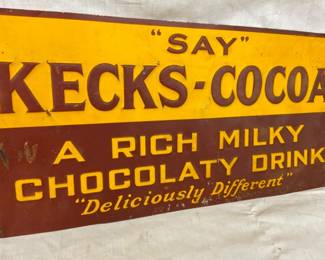 "SAY"
KECKS-COCOA
A RICH MILKY
CHOCOLATY DRINK
"Deliciously Different"